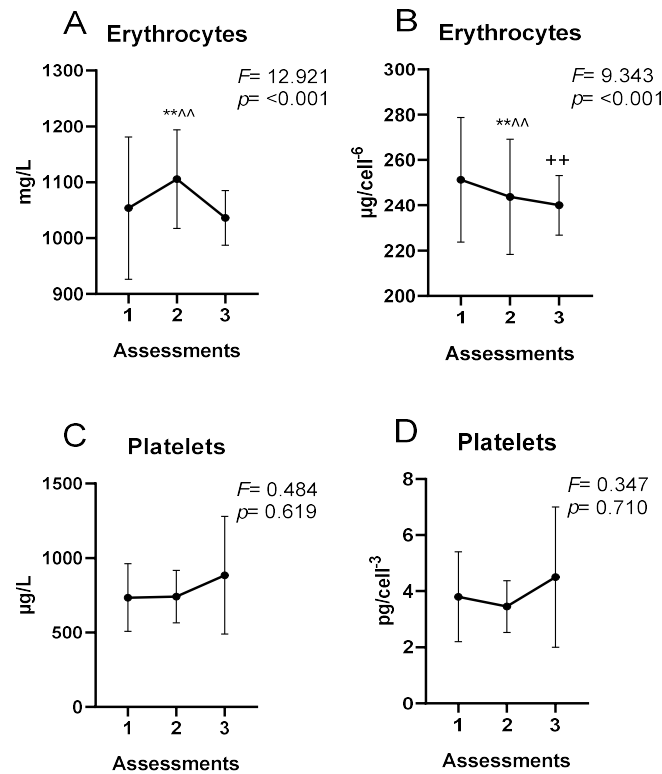 A
Erythrocytes
F= 12.921
p= <0.001
**^^
1300
1200
1100
1000
900
mg/L
1 2 3
Assessments
B
Erythrocytes
F= 9.343
p= <0.001
**^^
++
300
280
260
240
220
200
µg/cell⁻⁶
1 2 3
Assessments
C
Platelets
F= 0.484
p= 0.619
1500
1000
500
0
µg/L
1 2 3
Assessments
D
Platelets
F= 0.347
p= 0.710
8
6
4
2
0
pg/cell⁻³
1 2 3
Assessments